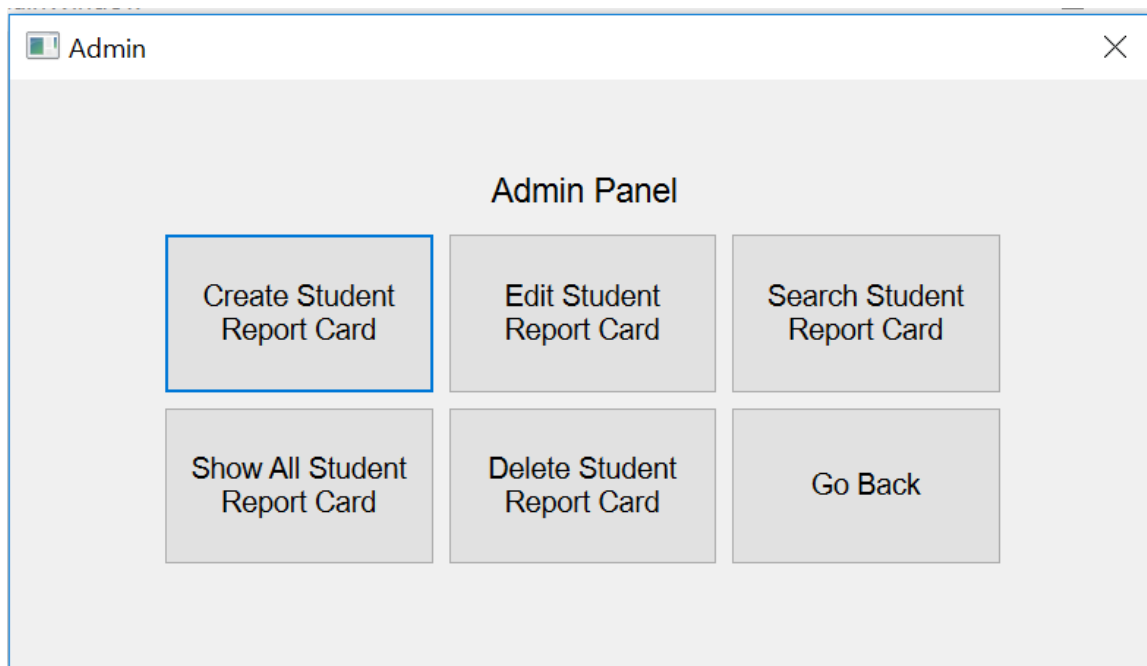 Admin
Admin Panel
Create Student
Report Card
Edit Student
Report Card
Search Student
Report Card
Show All Student
Report Card
Delete Student
Report Card
Go Back